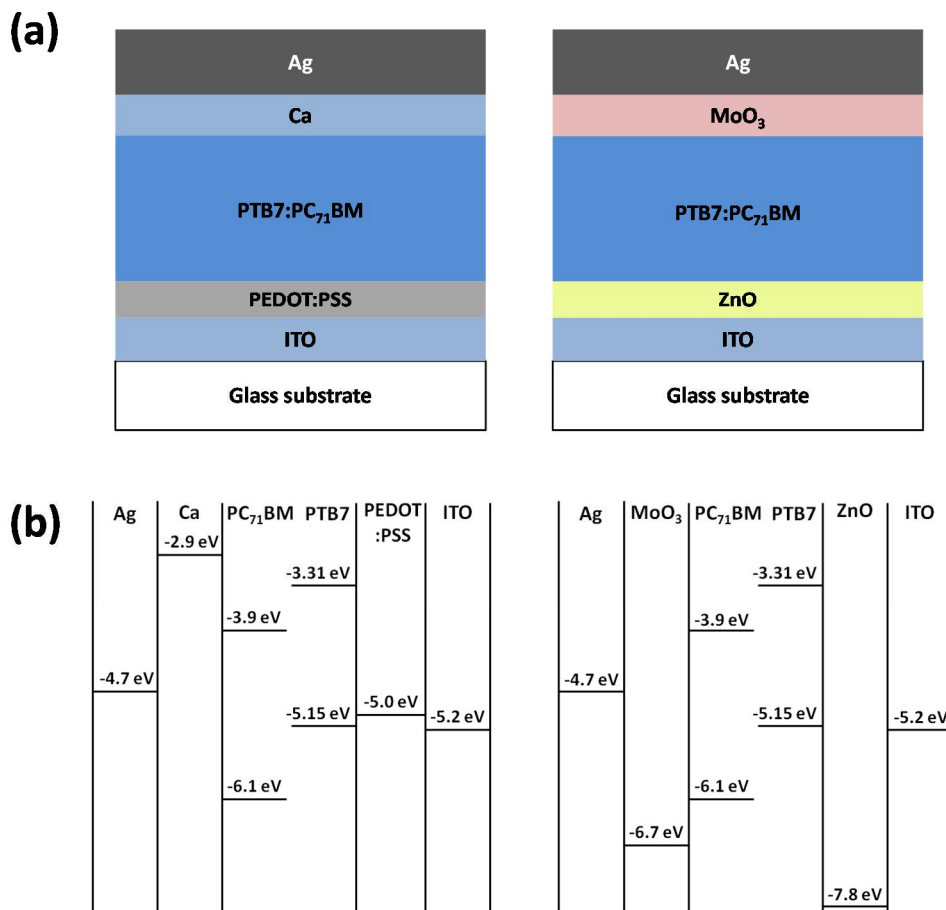 (a)
Ag
Ca
PTB7:PC₇₁BM
PEDOT:PSS
ITO
Glass substrate
Ag
MoO₃
PTB7:PC₇₁BM
ZnO
ITO
Glass substrate
(b)
Ag
Ca
PC₇₁BM
PTB7
PEDOT
:PSS
ITO
-2.9 eV
-3.31 eV
-3.9 eV
-4.7 eV
-5.15 eV
-5.0 eV
-5.2 eV
-6.1 eV
Ag
MoO₃
PC₇₁BM
PTB7
ZnO
ITO
-3.31 eV
-3.9 eV
-4.7 eV
-5.15 eV
-5.2 eV
-6.1 eV
-6.7 eV
-7.8 eV